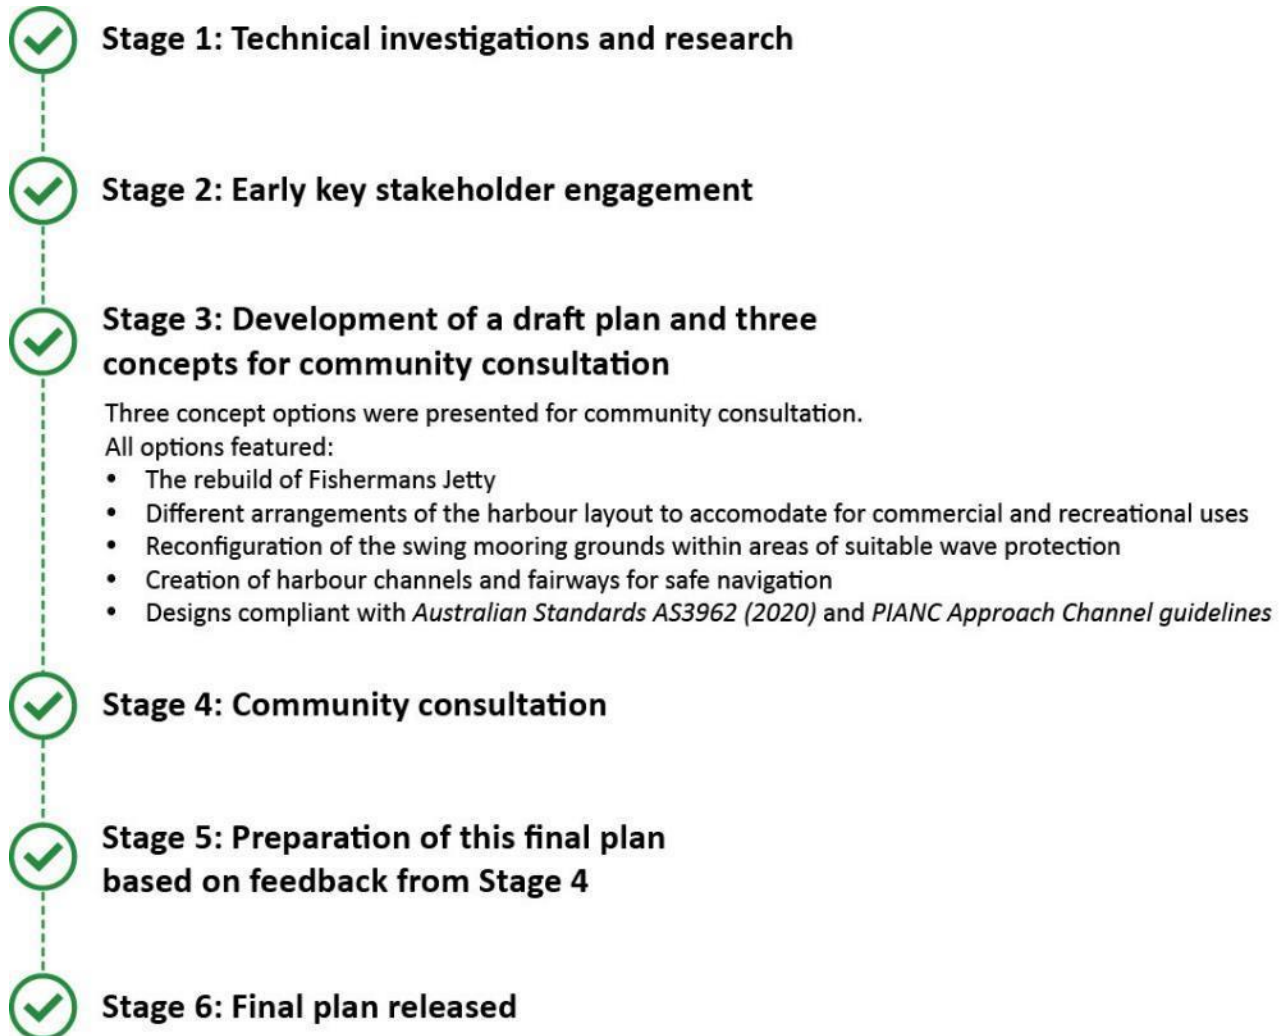 Stage 1: Technical investigations and research
Stage 2: Early key stakeholder engagement
Stage 3: Development of a draft plan and three
concepts for community consultation
Three concept options were presented for community consultation.
All options featured:
• The rebuild of Fishermans Jetty
• Different arrangements of the harbour layout to accomodate for commercial and recreational uses
• Reconfiguration of the swing mooring grounds within areas of suitable wave protection
• Creation of harbour channels and fairways for safe navigation
• Designs compliant with Australian Standards AS3962 (2020) and PIANC Approach Channel guidelines
Stage 4: Community consultation
Stage 5: Preparation of this final plan
based on feedback from Stage 4
Stage 6: Final plan released